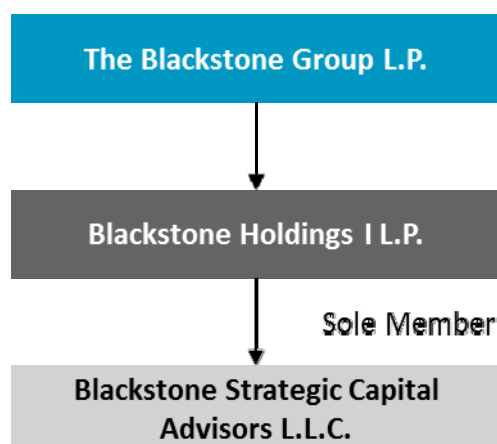 The Blackstone Group L.P.
Blackstone Holdings I L.P.
Sole Member
Blackstone Strategic Capital
Advisors L.L.C.